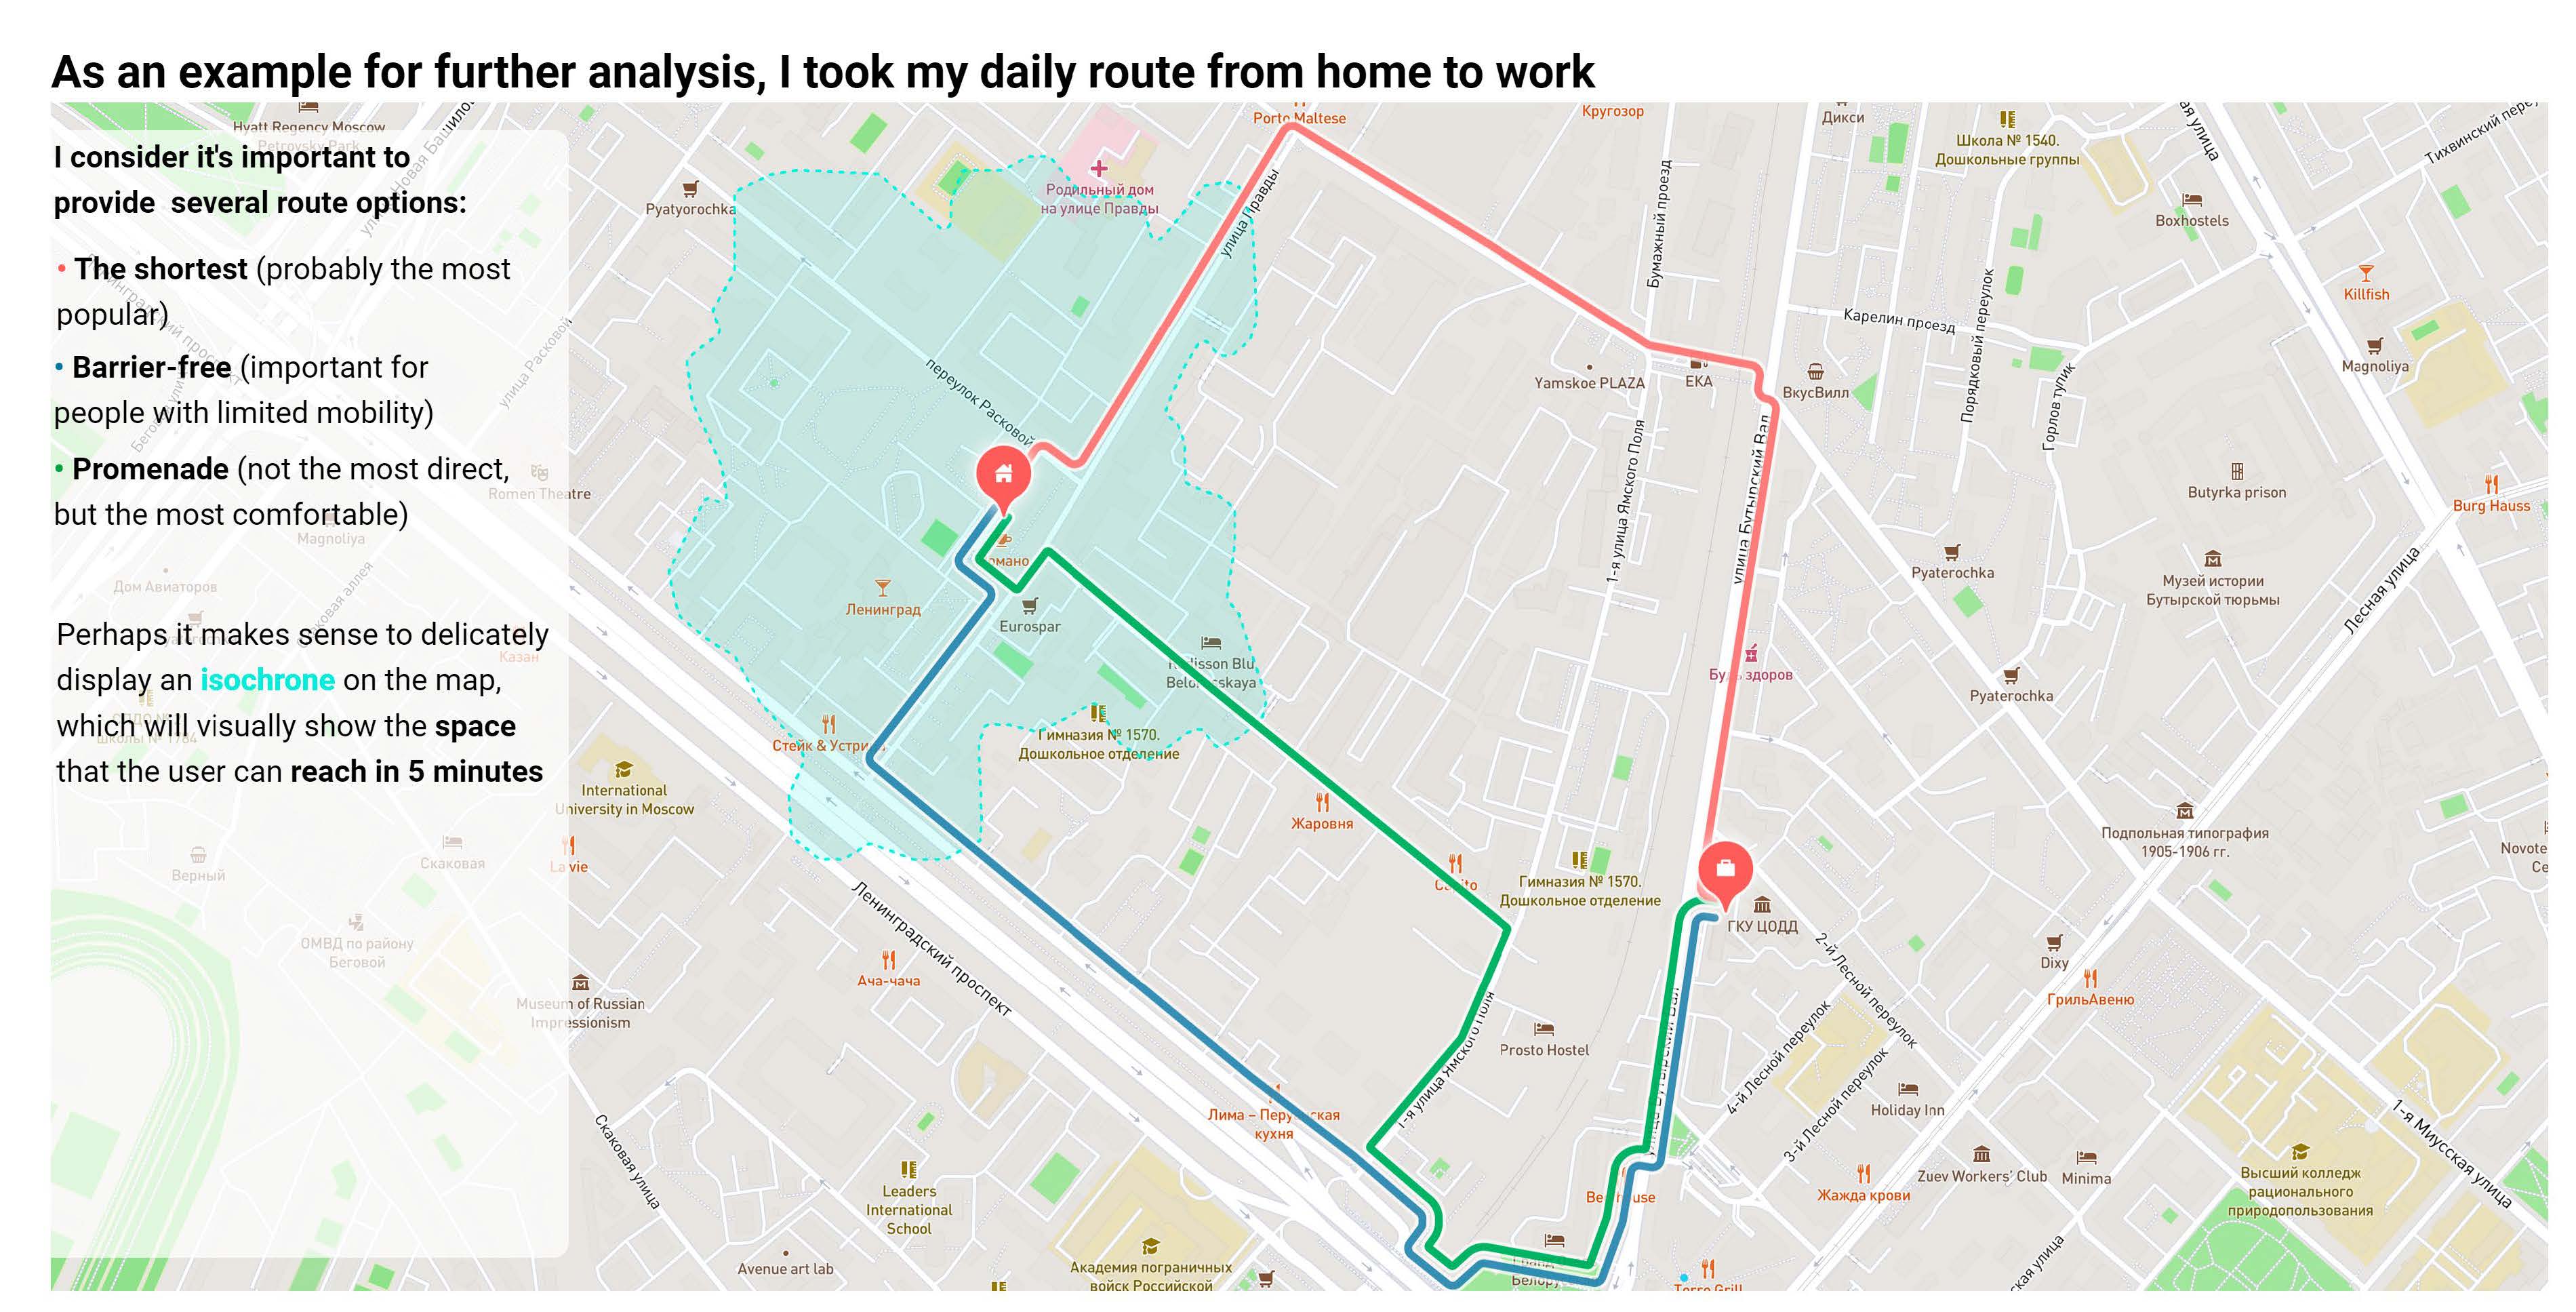 As an example for further analysis, I took my daily route from home to work
I consider it's important to
provide several route options:
• The shortest (probably the most
popular)
• Barrier-free (important for
people with limited mobility)
• Promenade (not the most direct,
but the most comfortable)
Perhaps it makes sense to delicately
display an isochrone on the map,
which will visually show the space
that the user can reach in 5 minutes
Hyatt Regency Moscow
Petrovsky Park
улица Расковой
Romen Theatre
Magnoliya
Дом Авиаторов
Казан
Скаковая аллея
International
University in Moscow
La vie
Верный
Скаковая
ОМВД по району
Беговой
Museum of Russian
Impressionism
Скаковая улица
Pyatyorochka
Родильный дом
на улице Правды
Porto Maltese
улица Правды
переулок Расковой
Ленинград
Eurospar
Стейк &
Гимназия № 1570.
Дошкольное отделение
Жаровня
Ленинградский проспект
Ача-чача
Leaders
International
School
Avenue art lab
Академия пограничных
войск Российской
кухня
Лима –
Кругозор
Бумажный проезд
Yamskoe PLAZA
EKA
ВкусВилл
1-я улица Ямского Поля
улица Бутырский Вал
здоров
Гимназия № 1570.
Дошкольное отделение
ГКУ ЦОДД
Prosto Hostel
1-я улица Ямского Поля
Torro Grill
Дикси
Школа № 1540.
Дошкольные группы
Тихвинский
Boxhostels
Killfish
Magnoliya
Карелин проезд
Порядковый переулок
Горлов тупик
Butyrka prison
Burg Hauss
Pyaterochka
Музей истории
Бутырской тюрьмы
Лесная улица
Pyaterochka
Подпольная типография
1905-1906 гг.
Dixy
ГрильАвеню
2-й Лесной переулок
4-й Лесной переулок
3-й Лесной переулок
Holiday Inn
Zuev Workers' Club
Minima
Жажда крови
1-я Миусская улица
Высший колледж
рационального
природопользования